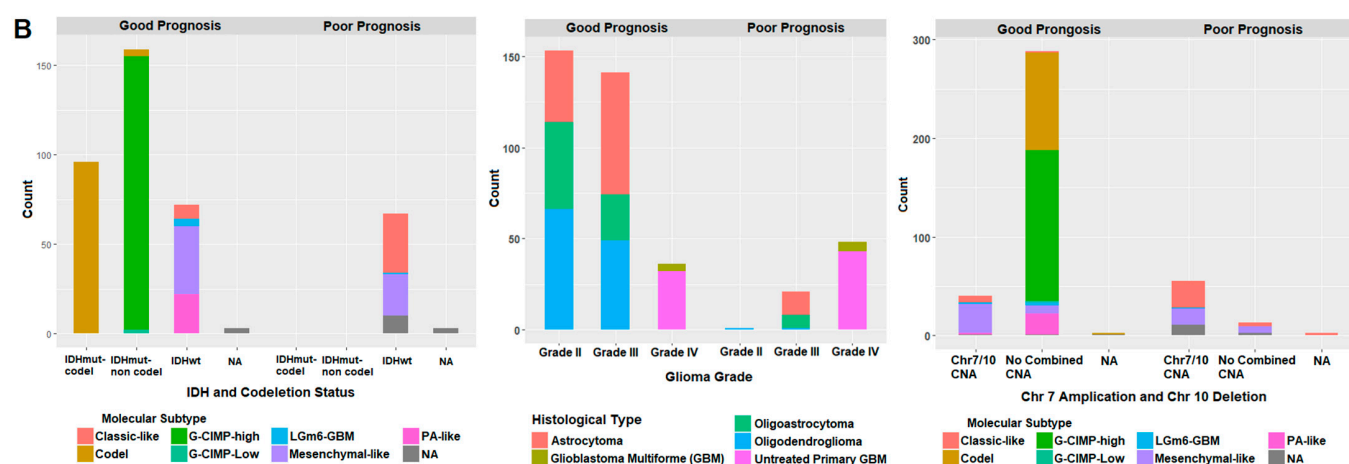 B
Good Prognosis
Poor Prognosis
150
100
50
0
Count
IDHmut-
codel
IDHmut-
non codel
IDHwt
NA
IDHmut-
codel
IDHmut-
non codel
IDHwt
NA
IDH and Codeletion Status
Molecular Subtype
Classic-like
G-CIMP-high
LGm6-GBM
PA-like
Codel
G-CIMP-Low
Mesenchymal-like
NA
Good Prognosis
Poor Prognosis
150
100
50
0
Count
Grade II
Grade III
Grade IV
Grade II
Grade III
Grade IV
Glioma Grade
Histological Type
Astrocytoma
Glioblastoma Multiforme (GBM)
Oligoastrocytoma
Oligodendroglioma
Untreated Primary GBM
Good Prongosis
Poor Prognosis
300
200
100
0
Count
Chr7/10
CNA
No Combined
CNA
NA
Chr7/10
CNA
No Combined
CNA
NA
Chr 7 Amplication and Chr 10 Deletion
Molecular Subtype
Classic-like
G-CIMP-high
LGm6-GBM
PA-like
Codel
G-CIMP-Low
Mesenchymal-like
NA